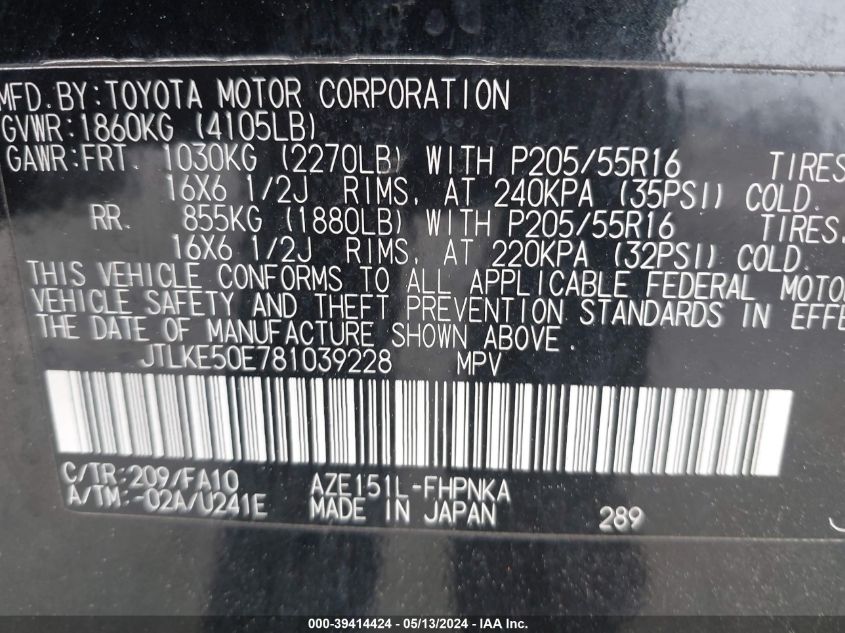 MFD. BY: TOYOTA MOTOR CORPORATION
GVWR: 1860KG (4105LB)
GAWR: FRT. 1030KG (2270LB) WITH P205/55R16 TIRES
16X6 1/2J RIMS, AT 240KPA (35PSI) COLD.
RR. 855KG (1880LB) WITH P205/55R16 TIRES,
16X6 1/2J RIMS, AT 220KPA (32PSI) COLD.
THIS VEHICLE CONFORMS TO ALL APPLICABLE FEDERAL MOTO
VEHICLE SAFETY AND THEFT PREVENTION STANDARDS IN EFFE
THE DATE OF MANUFACTURE SHOWN ABOVE.
JTLKE50E781039228 MPV
C/TR: 209/FA10 AZE151L-FHPNKA
A/TM: -02A/U241E MADE IN JAPAN 289
000-39414424 - 05/13/2024 - IAA Inc.